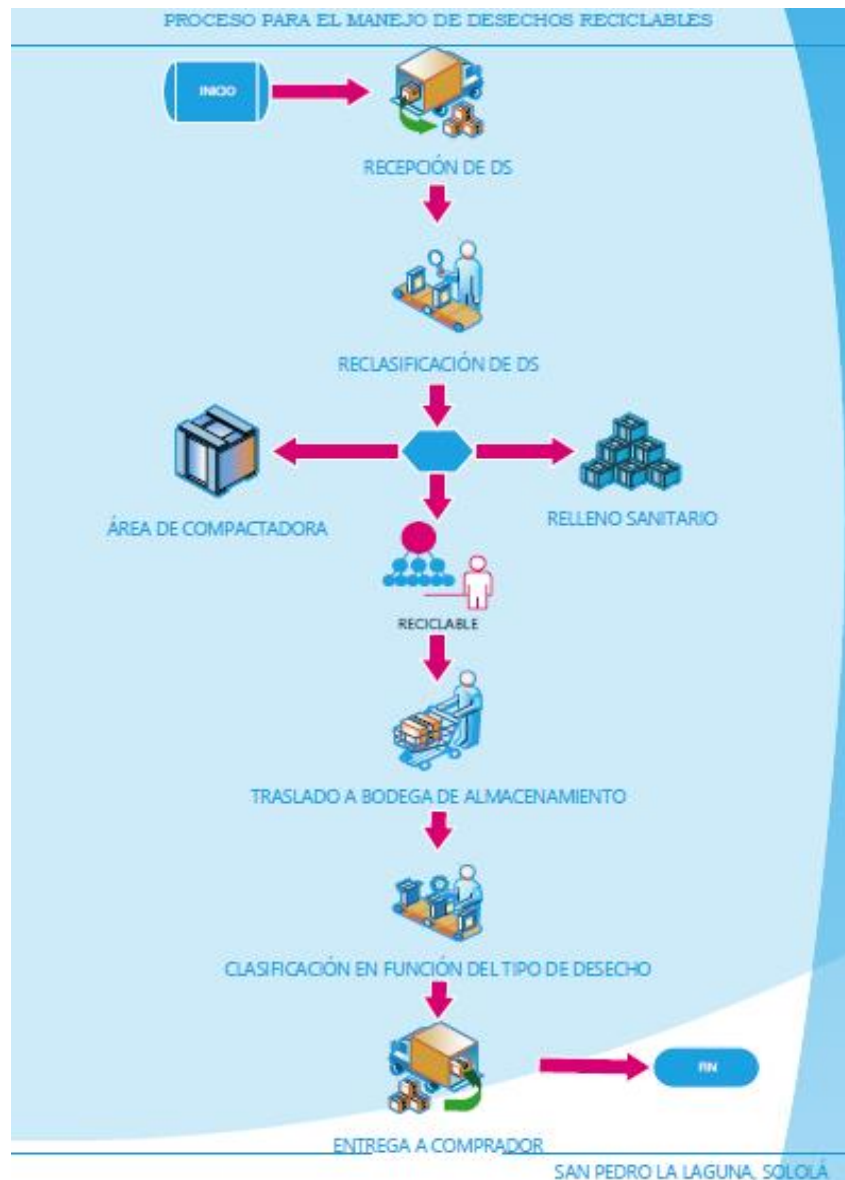 PROCESO PARA EL MANEJO DE DESECHOS RECICLABLES
INICIO
RECEPCIÓN DE DS
RECLASIFICACIÓN DE DS
ÁREA DE COMPACTADORA
RELLENO SANITARIO
RECICLABLE
TRASLADO A BODEGA DE ALMACENAMIENTO
CLASIFICACIÓN EN FUNCIÓN DEL TIPO DE DESECHO
FIN
ENTREGA A COMPRADOR
SAN PEDRO LA LAGUNA, SOLOLÁ